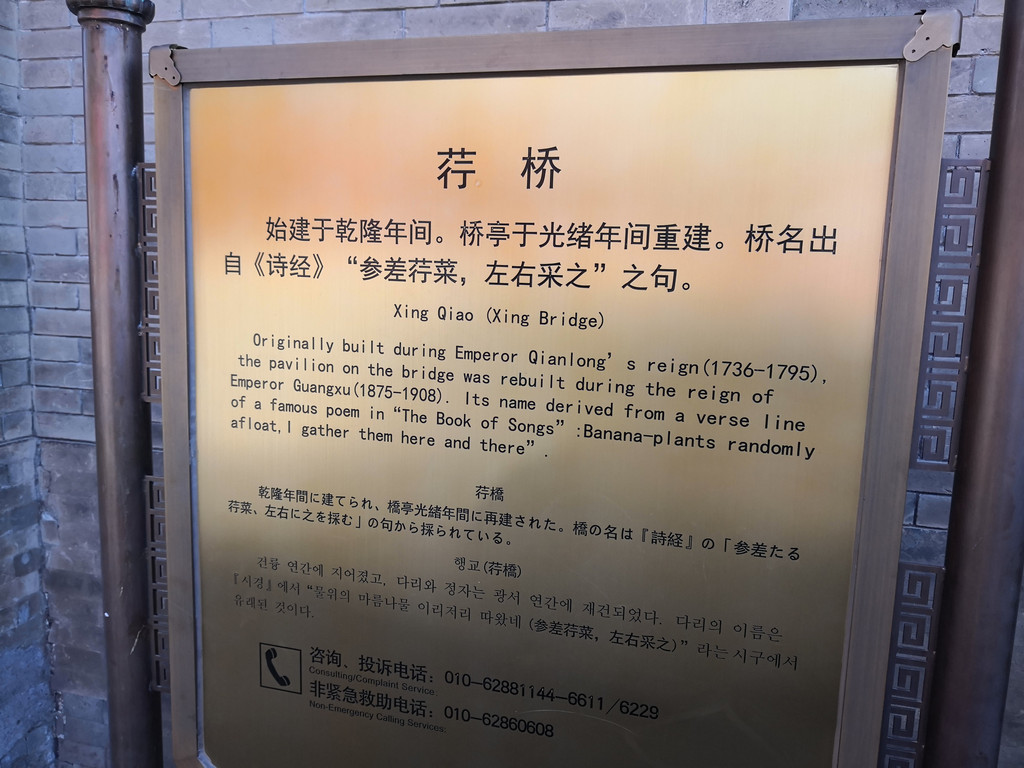 荇 桥
始建于乾隆年间。桥亭于光绪年间重建。桥名出
自《诗经》“参差荇菜，左右采之”之句。
Xing Qiao (Xing Bridge)
Originally built during Emperor Qianlong’s reign(1736-1795),
the pavilion on the bridge was rebuilt during the reign of
Emperor Guangxu(1875-1908). Its name derived from a verse line
of a famous poem in“The Book of Songs”:Banana-plants randomly
afloat,I gather them here and there”.
荇橋
乾隆年間に建てられ、橋亭光緒年間に再建された。橋の名は『詩経』の「参差たる
荇菜、左右に之を採む」の句から採られている。
행교(荇橋)
건륭 연간에 지어졌고, 다리와 정자는 광서 연간에 재건되었다. 다리의 이름은
『시경』에서 “물위의 마름나물 이리저리 따왔네 (参差荇菜，左右采之)” 라는 시구에서
유래된 것이다.
咨询、投诉电话：010-62881144-6611/6229
Consulting/Complaint Service
非紧急救助电话：010-62860608
Non-Emergency Calling Services: